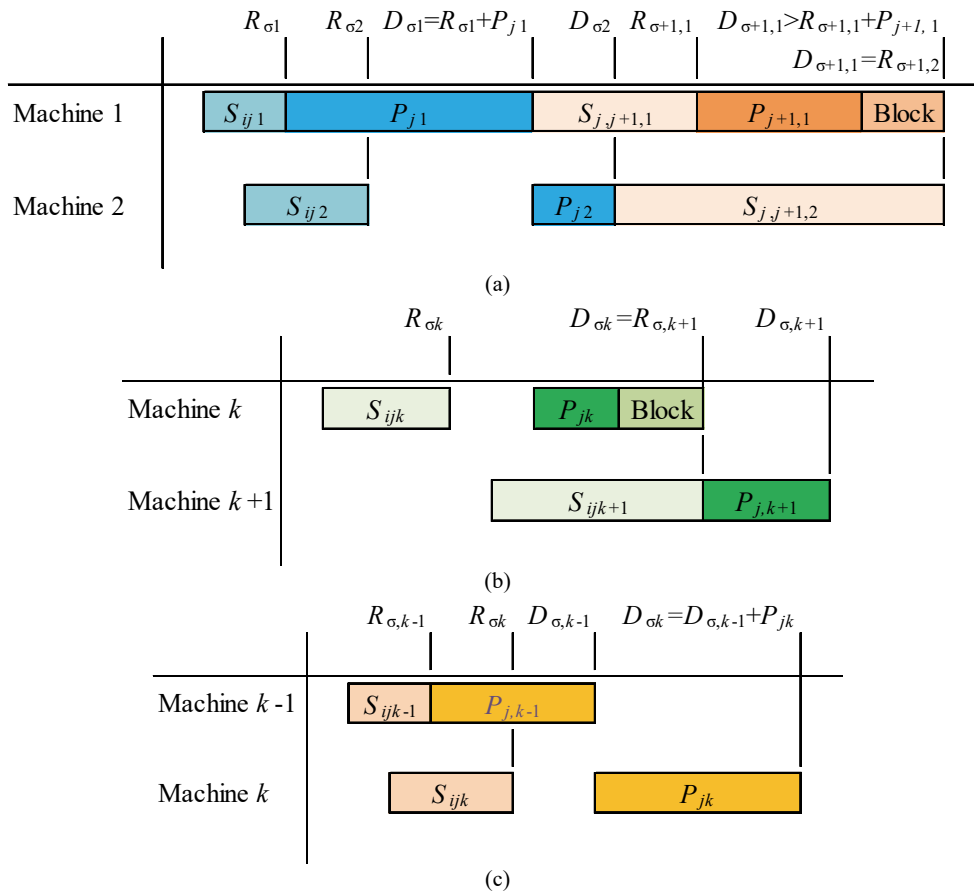 Rσ1 Rσ2 Dσ1=Rσ1+Pj1 Dσ2 Rσ+1,1 Dσ+1,1>Rσ+1,1+Pj+1, 1
Dσ+1,1=Rσ+1,2
Machine 1 Sij1 Pj1 Sj,j+1,1 Pj+1,1 Block
Machine 2 Sij2 Pj2 Sj,j+1,2
(a)
Rσk Dσk=Rσ,k+1 Dσ,k+1
Machine k Sijk Pjk Block
Machine k+1 Sijk+1 Pj,k+1
(b)
Rσ,k-1 Rσk Dσ,k-1 Dσk=Dσ,k-1+Pjk
Machine k-1 Sijk-1 Pj,k-1
Machine k Sijk Pjk
(c)